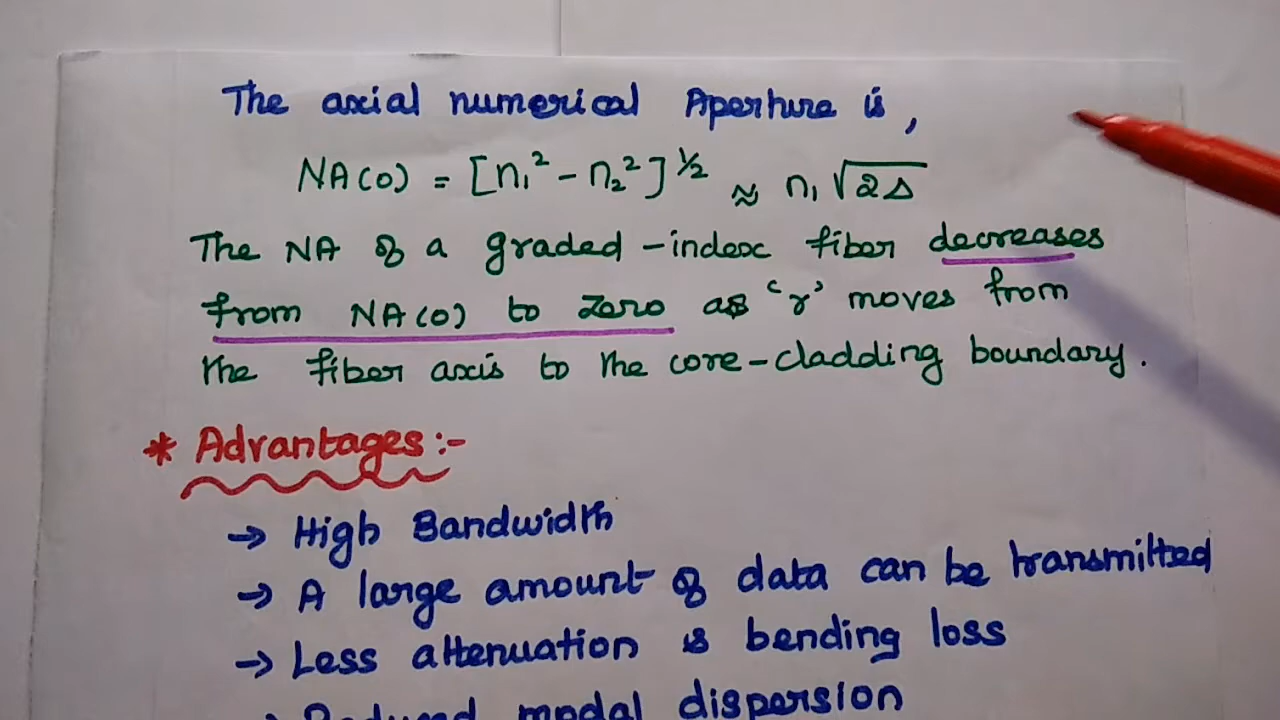 The axial numerical Aperture is,
NA(0) = [n₁² - n₂²]^½ ≈ n₁ √2Δ
The NA of a graded-index fiber decreases
from NA(0) to zero as 'r' moves from
the fiber axis to the core-cladding boundary.
* Advantages:-
→ High Bandwidth
→ A large amount of data can be transmitted
→ Less attenuation is bending loss
→ Reduced modal dispersion